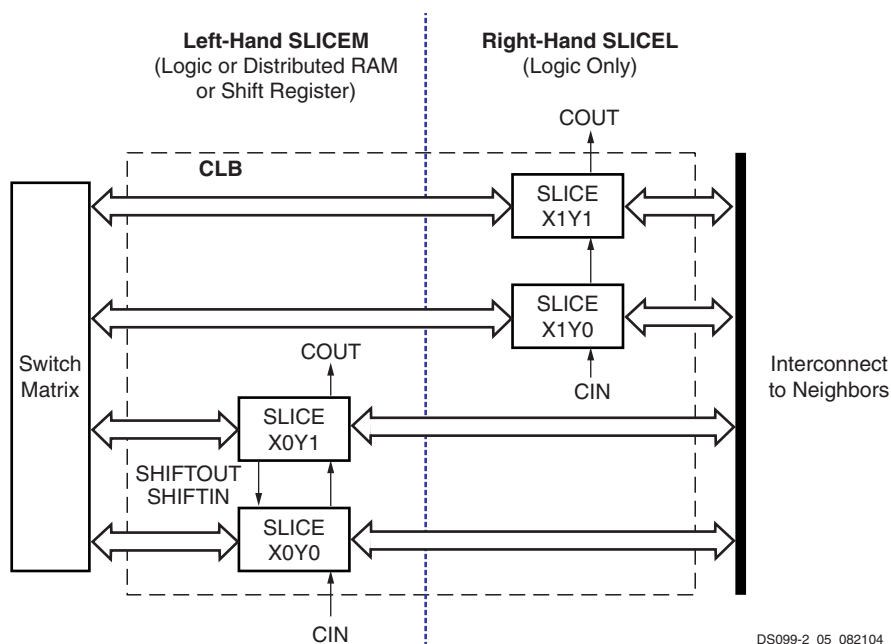 Left-Hand SLICEM
(Logic or Distributed RAM
or Shift Register)
Right-Hand SLICEL
(Logic Only)
COUT
CLB
SLICE
X1Y1
SLICE
X1Y0
COUT
CIN
Switch
Matrix
Interconnect
to Neighbors
SLICE
X0Y1
SHIFTOUT
SHIFTIN
SLICE
X0Y0
CIN
DS099-2_05_082104